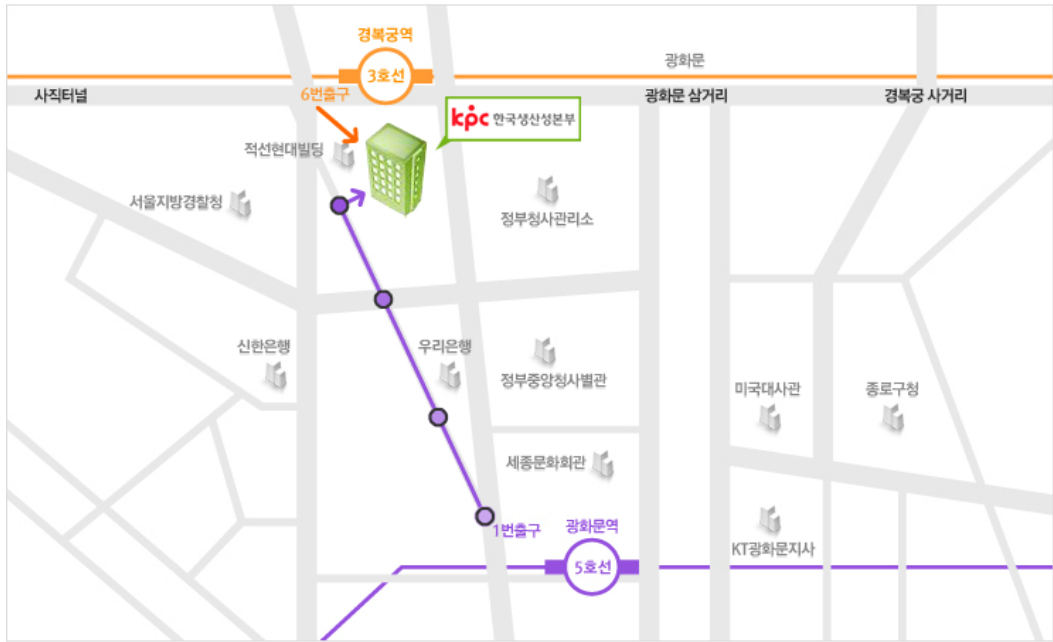 경복궁역
3호선
광화문
사직터널
6번출구
광화문 삼거리
경복궁 사거리
kpc 한국생산성본부
적선현대빌딩
서울지방경찰청
정부청사관리소
신한은행
우리은행
정부중앙청사별관
미국대사관
종로구청
세종문화회관
1번출구
광화문역
5호선
KT광화문지사